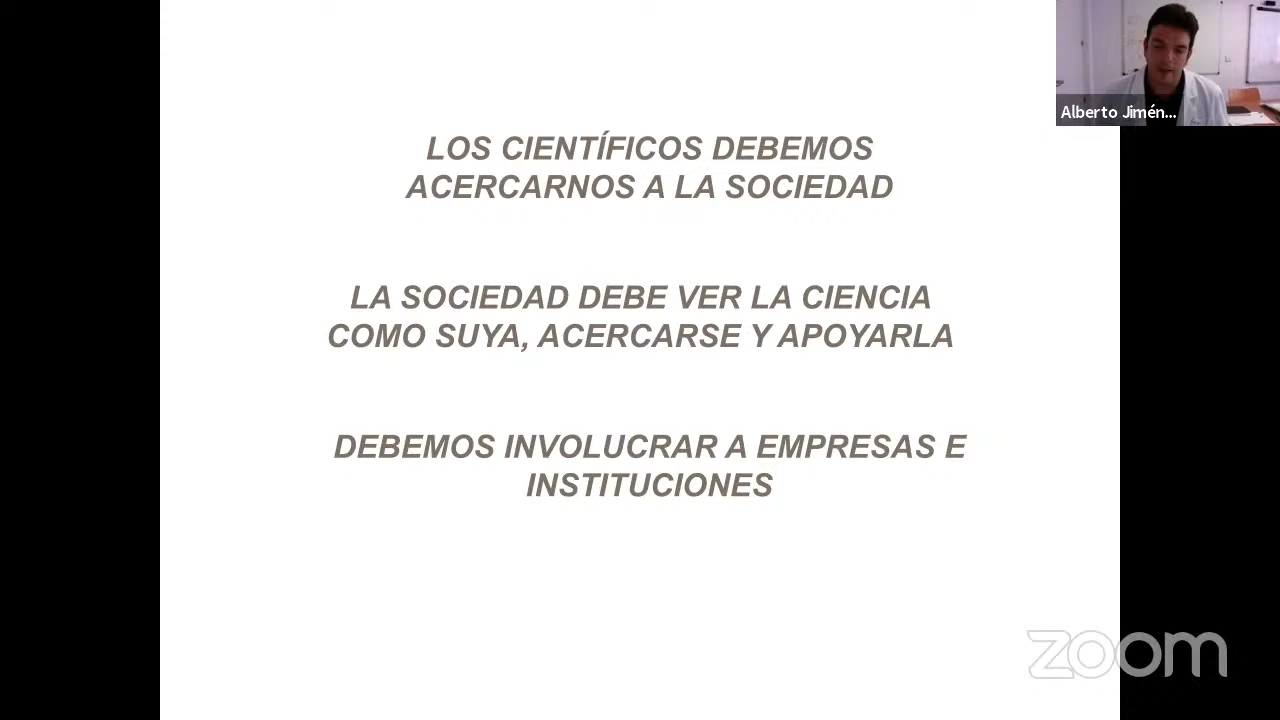 Alberto Jimén...
LOS CIENTÍFICOS DEBEMOS
ACERCARNOS A LA SOCIEDAD
LA SOCIEDAD DEBE VER LA CIENCIA
COMO SUYA, ACERCARSE Y APOYARLA
DEBEMOS INVOLUCRAR A EMPRESAS E
INSTITUCIONES
zoom